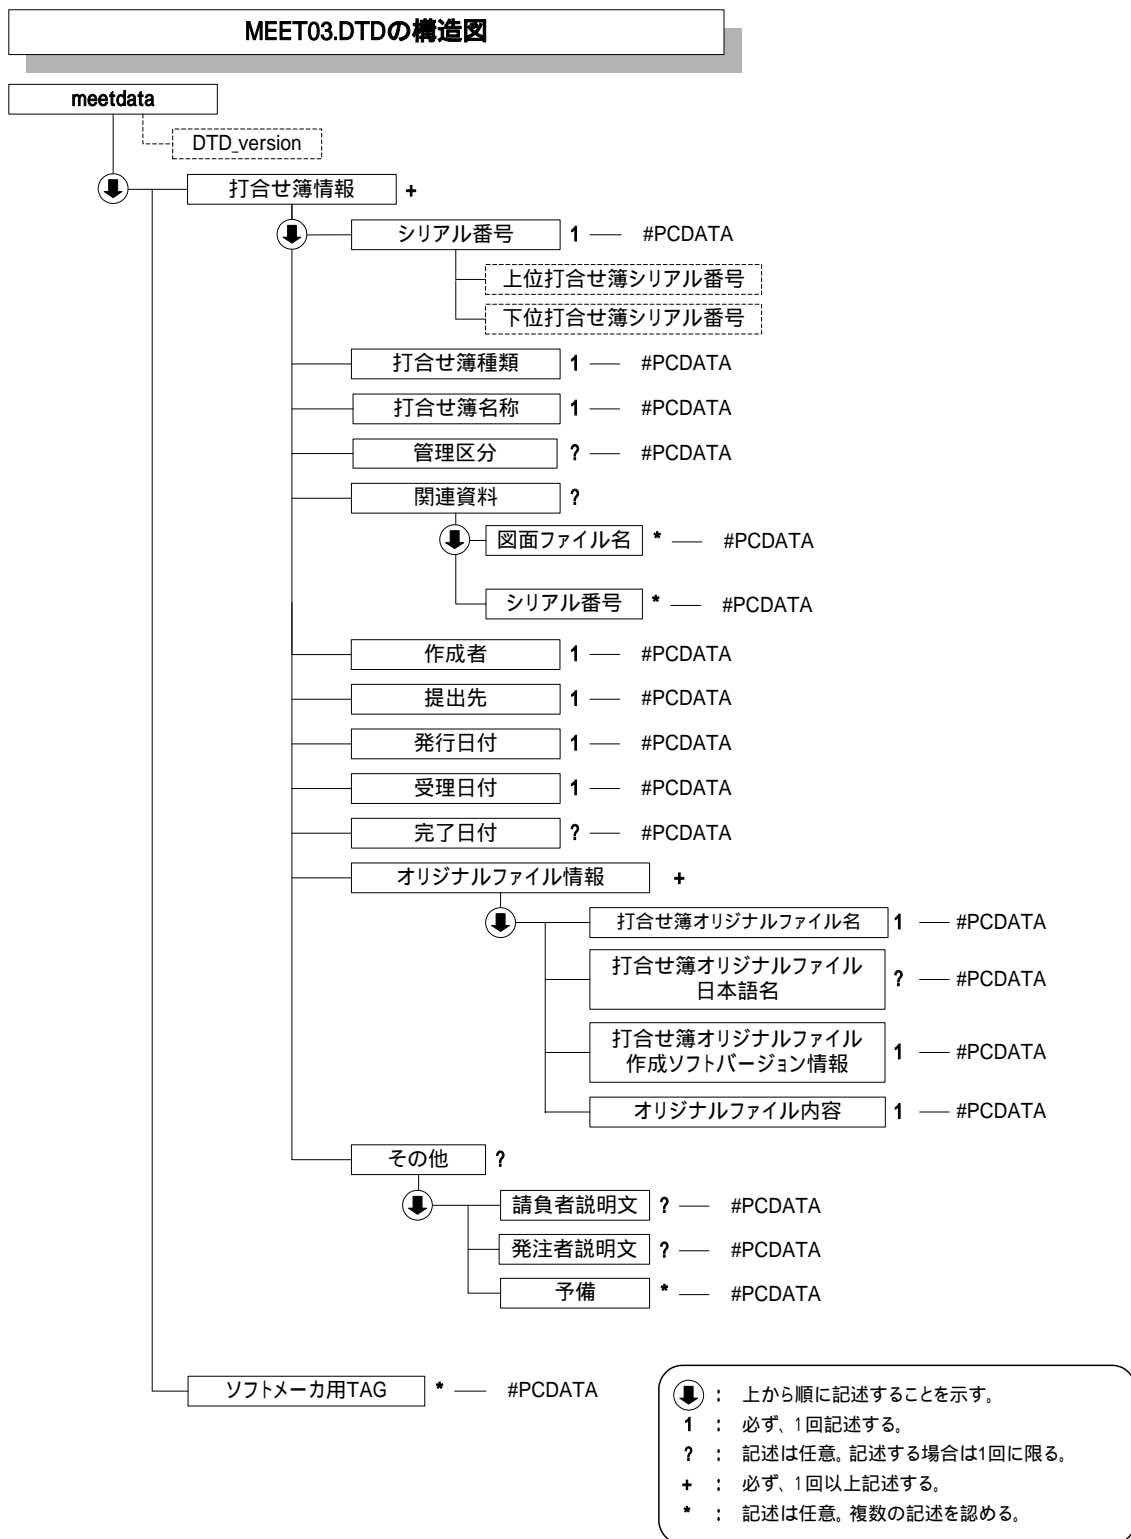 MEET03.DTDの構造図
meetdata
DTD_version
打合せ簿情報 +
シリアル番号 1 #PCDATA
上位打合せ簿シリアル番号
下位打合せ簿シリアル番号
打合せ簿種類 1 #PCDATA
打合せ簿名称 1 #PCDATA
管理区分 ? #PCDATA
関連資料 ?
図面ファイル名 * #PCDATA
シリアル番号 * #PCDATA
作成者 1 #PCDATA
提出先 1 #PCDATA
発行日付 1 #PCDATA
受理日付 1 #PCDATA
完了日付 ? #PCDATA
オリジナルファイル情報 +
打合せ簿オリジナルファイル名 1 #PCDATA
打合せ簿オリジナルファイル
日本語名 ? #PCDATA
打合せ簿オリジナルファイル
作成ソフトバージョン情報 1 #PCDATA
オリジナルファイル内容 1 #PCDATA
その他 ?
請負者説明文 ? #PCDATA
発注者説明文 ? #PCDATA
予備 * #PCDATA
ソフトメーカ用TAG * #PCDATA
： 上から順に記述することを示す。
1 ： 必ず、1回記述する。
? ： 記述は任意。記述する場合は1回に限る。
+ ： 必ず、1回以上記述する。
* ： 記述は任意。複数の記述を認める。